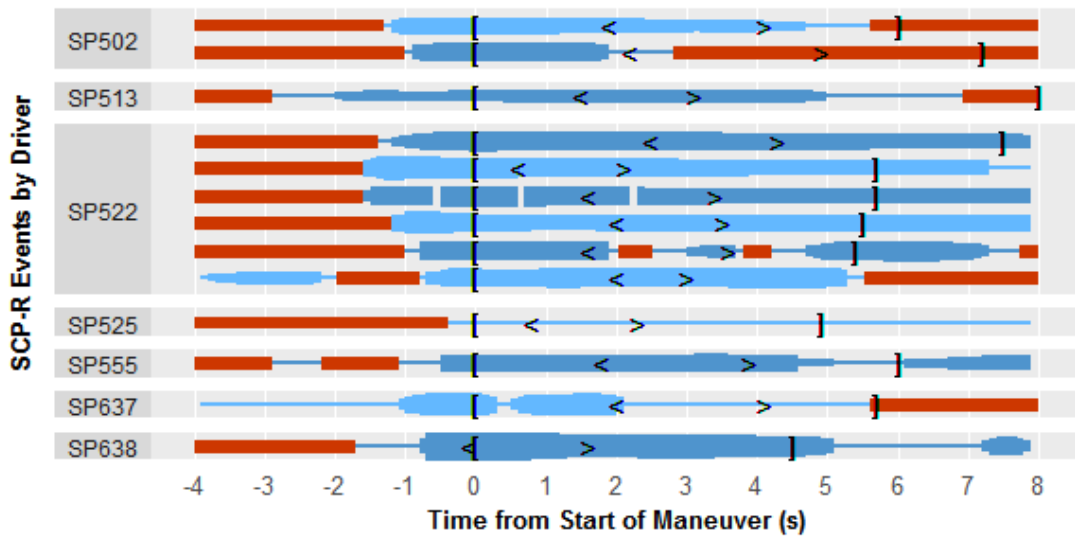 SCP-R Events by Driver
SP502
SP513
SP522
SP525
SP555
SP637
SP638
-4 -3 -2 -1 0 1 2 3 4 5 6 7 8
Time from Start of Maneuver (s)